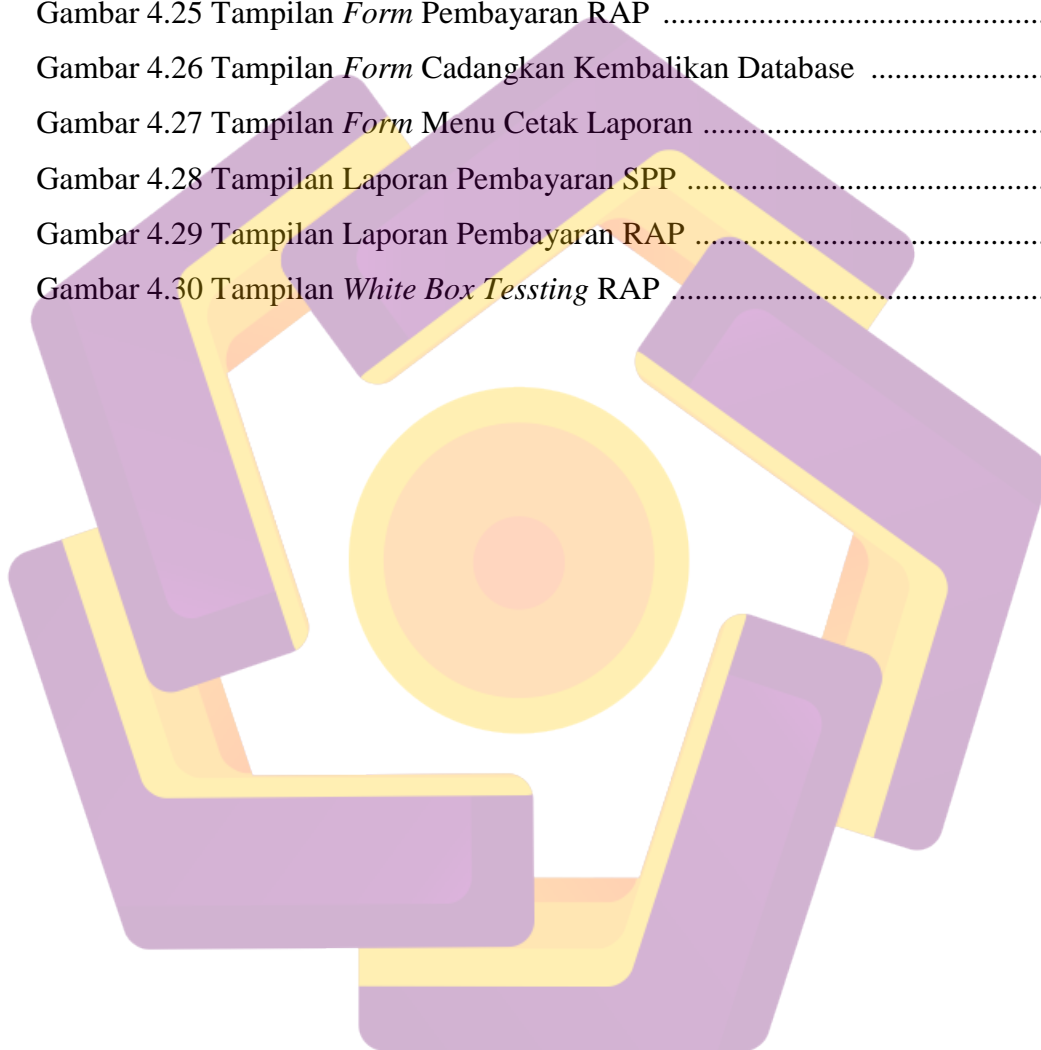 Gambar 4.25 Tampilan Form Pembayaran RAP ................................................
Gambar 4.26 Tampilan Form Cadangkan Kembalikan Database .....................
Gambar 4.27 Tampilan Form Menu Cetak Laporan ...........................................
Gambar 4.28 Tampilan Laporan Pembayaran SPP .............................................
Gambar 4.29 Tampilan Laporan Pembayaran RAP ............................................
Gambar 4.30 Tampilan White Box Tessting RAP ...............................................